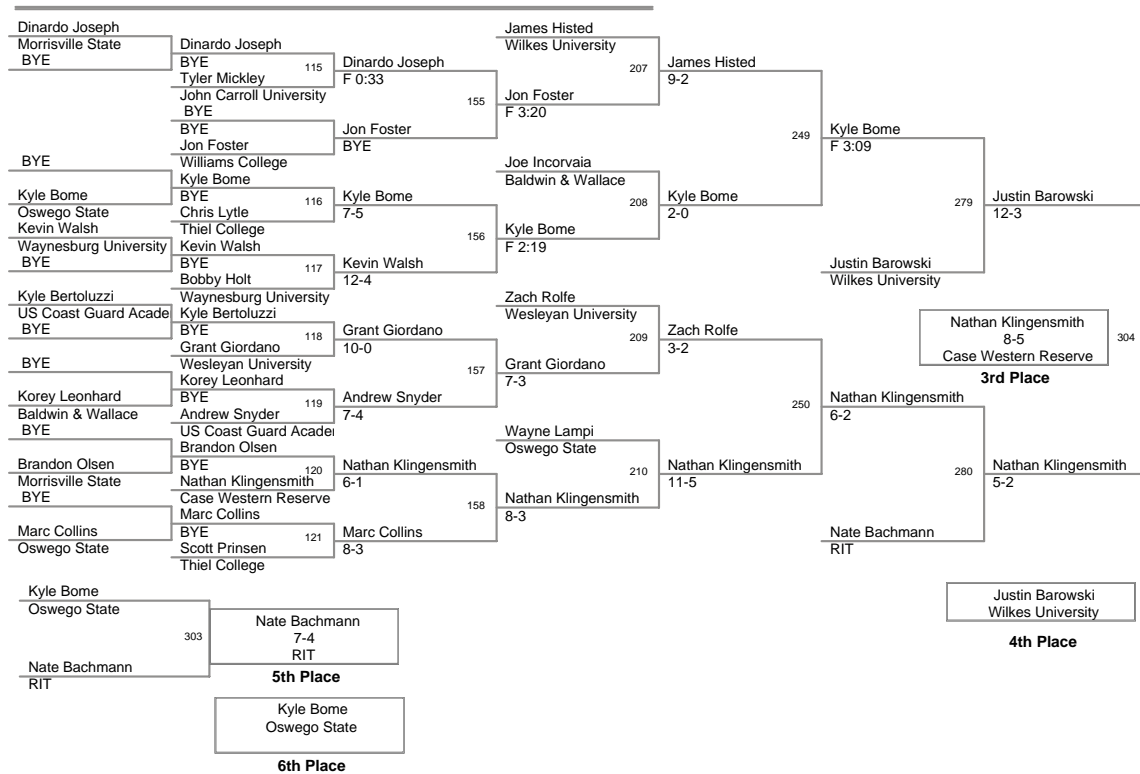 Dinardo Joseph
Morrisville State
BYE
BYE
Kyle Bome
Oswego State
Kevin Walsh
Waynesburg University
BYE
Kyle Bertoluzzi
US Coast Guard Acade
BYE
BYE
Korey Leonhard
Baldwin & Wallace
BYE
Brandon Olsen
Morrisville State
BYE
Marc Collins
Oswego State
Dinardo Joseph
BYE
115
Tyler Mickley
John Carroll University
BYE
BYE
Jon Foster
Williams College
Kyle Bome
BYE
116
Chris Lytle
Thiel College
Kevin Walsh
BYE
117
Bobby Holt
Waynesburg University
Kyle Bertoluzzi
BYE
118
Grant Giordano
Wesleyan University
Korey Leonhard
BYE
119
Andrew Snyder
US Coast Guard Acader
Brandon Olsen
BYE
120
Nathan Klingensmith
Case Western Reserve
Marc Collins
BYE
121
Scott Prinsen
Thiel College
Dinardo Joseph
F 0:33
155
Jon Foster
BYE
Kyle Bome
7-5
156
Kevin Walsh
12-4
Grant Giordano
10-0
157
Andrew Snyder
7-4
Nathan Klingensmith
6-1
158
Marc Collins
8-3
James Histed
Wilkes University
207
Jon Foster
F 3:20
Joe Incorvaia
Baldwin & Wallace
208
Kyle Bome
F 2:19
Zach Rolfe
Wesleyan University
209
Grant Giordano
7-3
Wayne Lampi
Oswego State
210
Nathan Klingensmith
8-3
James Histed
9-2
249
Kyle Bome
2-0
Zach Rolfe
3-2
250
Nathan Klingensmith
11-5
Kyle Bome
F 3:09
279
Justin Barowski
Wilkes University
Nathan Klingensmith
6-2
280
Nate Bachmann
RIT
Justin Barowski
12-3
Nathan Klingensmith
8-5
Case Western Reserve
304
3rd Place
Nathan Klingensmith
5-2
Justin Barowski
Wilkes University
4th Place
Kyle Bome
Oswego State
303
Nate Bachmann
RIT
Nate Bachmann
7-4
RIT
5th Place
Kyle Bome
Oswego State
6th Place